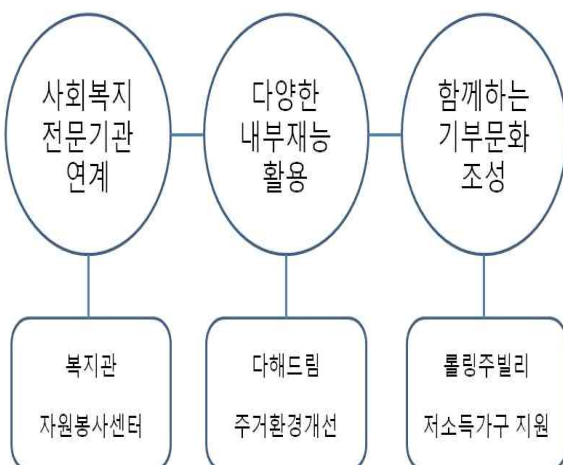 사회복지
전문기관
연계
다양한
내부재능
활용
함께하는
기부문화
조성
복지관
자원봉사센터
다해드림
주거환경개선
롤링주빌리
저소득가구 지원